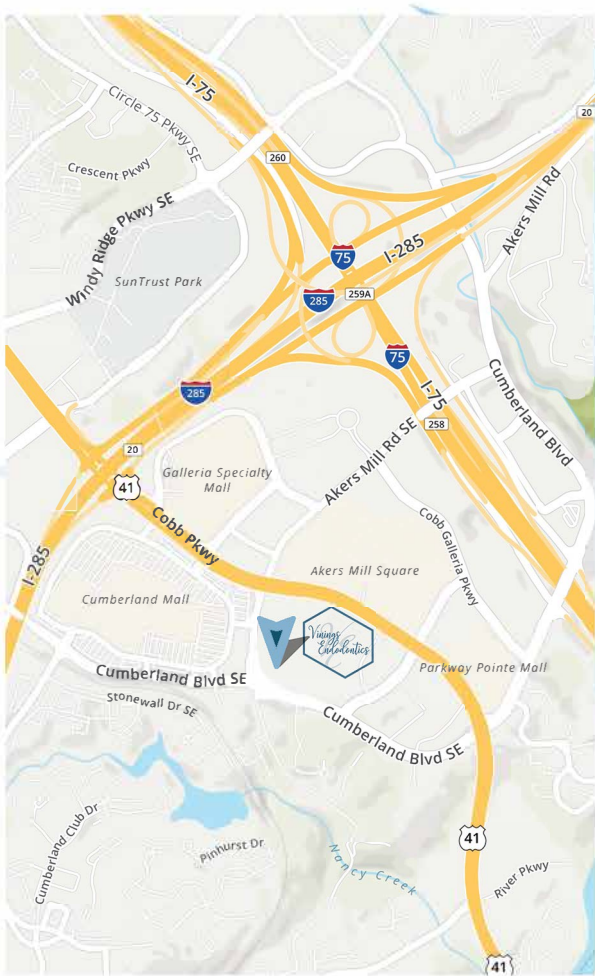 I-75
20
Circle 75 Pkwy SE
260
Crescent Pkwy
Akers Mill Rd
Windy Ridge Pkwy SE
I-285
75
SunTrust Park
285
259A
75
285
I-75
Cumberland Blvd
258
Akers Mill Rd SE
20
Galleria Specialty
Mall
41
Cobb Pkwy
Cobb Galleria Pkwy
I-285
Akers Mill Square
Cumberland Mall
Vinings
Endodontics
Parkway Pointe Mall
Cumberland Blvd SE
Stonewall Dr SE
Cumberland Blvd SE
Cumberland Club Dr
Pinhurst Dr
41
Nancy Creek
River Pkwy
41